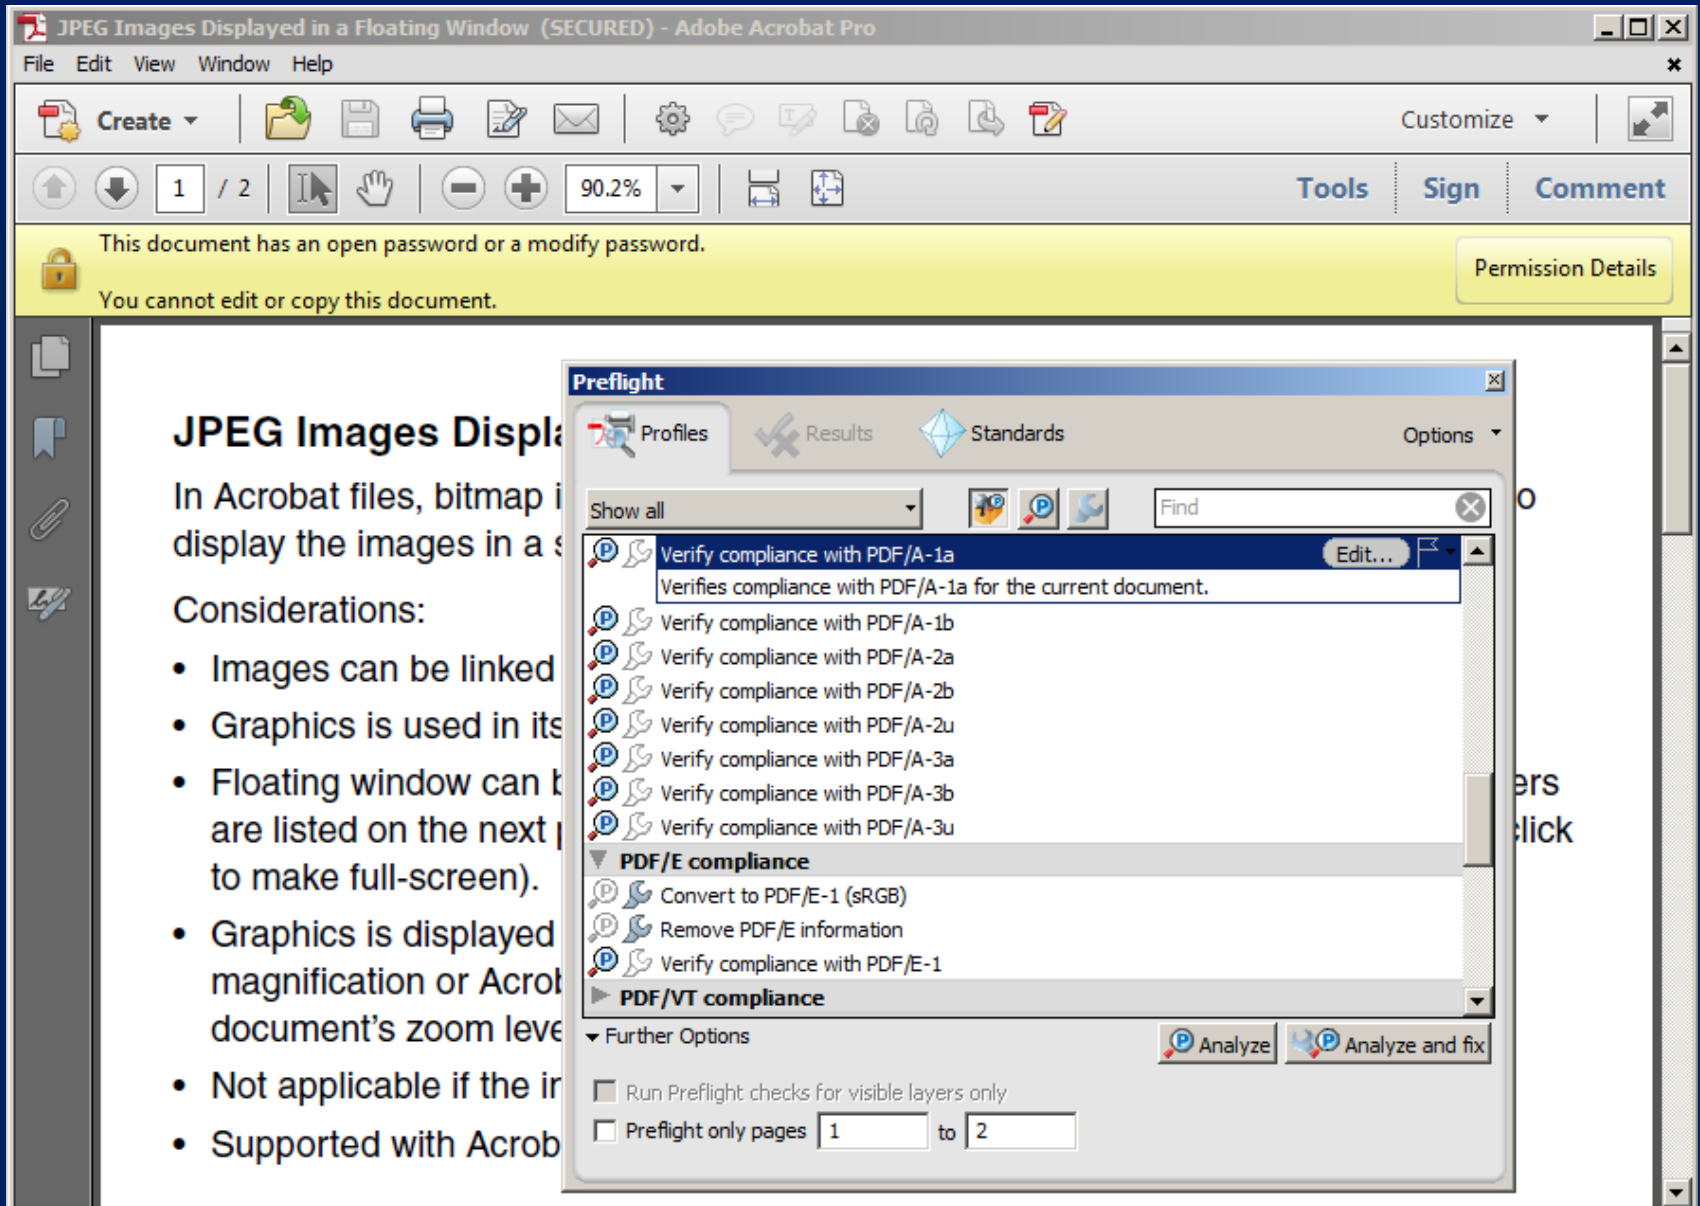 JPEG Images Displayed in a Floating Window (SECURED) - Adobe Acrobat Pro
File Edit View Window Help
Create Customize
1 / 2 90.2% Tools Sign Comment
This document has an open password or a modify password.
You cannot edit or copy this document.
Permission Details
JPEG Images Displa
In Acrobat files, bitmap i o
display the images in a s
Considerations:
• Images can be linked
• Graphics is used in its
• Floating window can b ers
are listed on the next p click
to make full-screen).
• Graphics is displayed
magnification or Acrob
document's zoom leve
• Not applicable if the in
• Supported with Acrob
Preflight
Profiles Results Standards Options
Show all Find
Verify compliance with PDF/A-1a Edit...
Verifies compliance with PDF/A-1a for the current document.
Verify compliance with PDF/A-1b
Verify compliance with PDF/A-2a
Verify compliance with PDF/A-2b
Verify compliance with PDF/A-2u
Verify compliance with PDF/A-3a
Verify compliance with PDF/A-3b
Verify compliance with PDF/A-3u
PDF/E compliance
Convert to PDF/E-1 (sRGB)
Remove PDF/E information
Verify compliance with PDF/E-1
PDF/VT compliance
Further Options Analyze Analyze and fix
Run Preflight checks for visible layers only
Preflight only pages 1 to 2